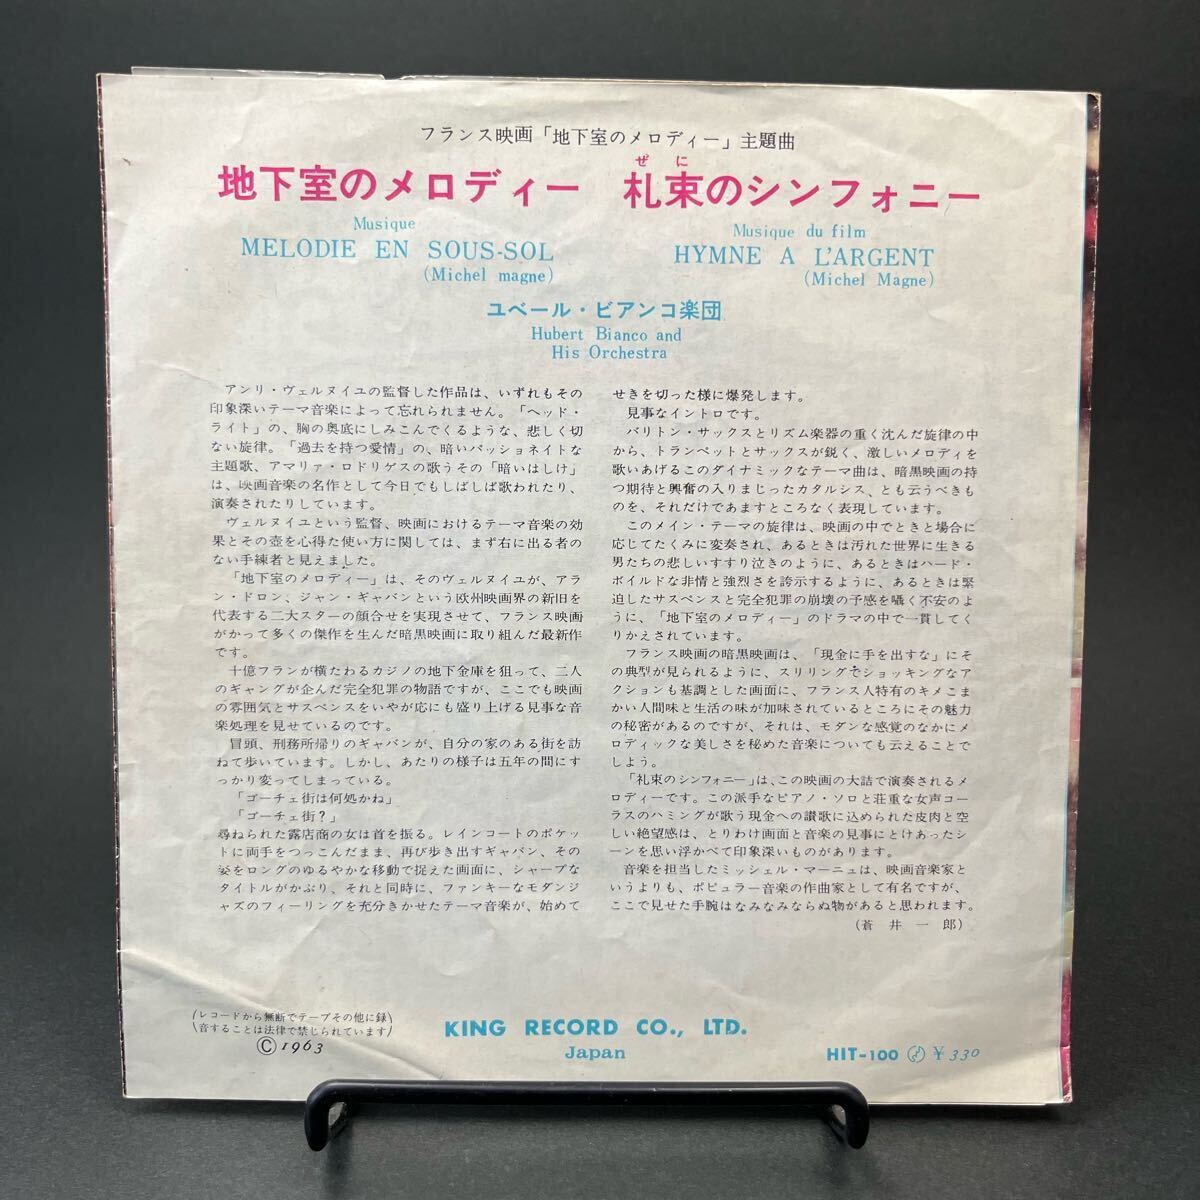 フランス映画「地下室のメロディー」主題曲
地下室のメロディー
Musique
MELODIE EN SOUS-SOL
(Michel magne)
ぜに
札束のシンフォニー
Musique du film
HYMNE A L'ARGENT
(Michel Magne)
ユベール・ビアンコ楽団
Hubert Bianco and
His Orchestra
アンリ・ヴェルヌイユの監督した作品は、いずれもその
印象深いテーマ音楽によって忘れられません。「ヘッド・
ライト」の、胸の奥底にしみこんでくるような、悲しく切
ない旋律。「過去を持つ愛情」の、暗いパッショネイトな
主題歌、アマリァ・ロドリゲスの歌うその「暗いはしけ」
は、映画音楽の名作として今日でもしばしば歌われたり、
演奏されたりしています。
ヴェルヌイユという監督、映画におけるテーマ音楽の効
果とその壺を心得た使い方に関しては、まず右に出る者の
ない手練者と見えました。
「地下室のメロディー」は、そのヴェルヌイユが、アラ
ン・ドロン、ジャン・ギャバンという欧州映画界の新旧を
代表する二大スターの顔合せを実現させて、フランス映画
がかって多くの傑作を生んだ暗黒映画に取り組んだ最新作
です。
十億フランが横たわるカジノの地下金庫を狙って、二人
のギャングが企んだ完全犯罪の物語ですが、ここでも映画
の雰囲気とサスペンスをいやが応にも盛り上げる見事な音
楽処理を見せているのです。
冒頭、刑務所帰りのギャバンが、自分の家のある街を訪
ねて歩いています。しかし、あたりの様子は五年の間にす
っかり変ってしまっている。
「ゴーチェ街は何処かね」
「ゴーチェ街？」
尋ねられた露店商の女は首を振る。レインコートのポケッ
トに両手をつっこんだまま、再び歩き出すギャバン、その
姿をロングのゆるやかな移動で捉えた画面に、シャープな
タイトルがかぶり、それと同時に、ファンキーなモダンジ
ャズのフィーリングを充分きかせたテーマ音楽が、始めて
せきを切った様に爆発します。
見事なイントロです。
バリトン・サックスとリズム楽器の重く沈んだ旋律の中
から、トランペットとサックスが鋭く、激しいメロディを
歌いあげるこのダイナミックなテーマ曲は、暗黒映画の持
つ期待と興奮の入りまじったカタルシス、とも云うべきも
のを、それだけであますところなく表現しています。
このメイン・テーマの旋律は、映画の中でときと場合に
応じてたくみに変奏され、あるときは汚れた世界に生きる
男たちの悲しいすすり泣きのように、あるときはハード・
ボイルドな非情と強烈さを誇示するように、あるときは緊
迫したサスペンスと完全犯罪の崩壊の予感を囁く不安のよ
うに、「地下室のメロディー」のドラマの中で一貫してく
りかえされています。
フランス映画の暗黒映画は、「現金に手を出すな」にそ
の典型が見られるように、スリリングでショッキングなア
クションも基調とした画面に、フランス人特有のキメこま
かい人間味と生活の味が加味されているところにその魅力
の秘密があるのですが、それは、モダンな感覚のなかにメ
ロディックな美しさを秘めた音楽についても云えることで
しよう。
「札束のシンフォニー」は、この映画の大詰で演奏されるメ
ロディーです。この派手なピアノ・ソロと荘重な女声コー
ラスのハミングが歌う現金への讃歌に込められた皮肉と空
しい絶望感は、とりわけ画面と音楽の見事にとけあったシ
ーンを思い浮かべて印象深いものがあります。
音楽を担当したミッシェル・マーニュは、映画音楽家と
いうよりも、ポピュラー音楽の作曲家として有名ですが、
ここで見せた手腕はなみなみならぬ物があると思われます。
（蒼井一郎）
(レコードから無断でテープその他に録)
(音することは法律で禁じられています)
Ⓒ 1963
KING RECORD CO., LTD.
Japan
HIT-100 ¥ 330